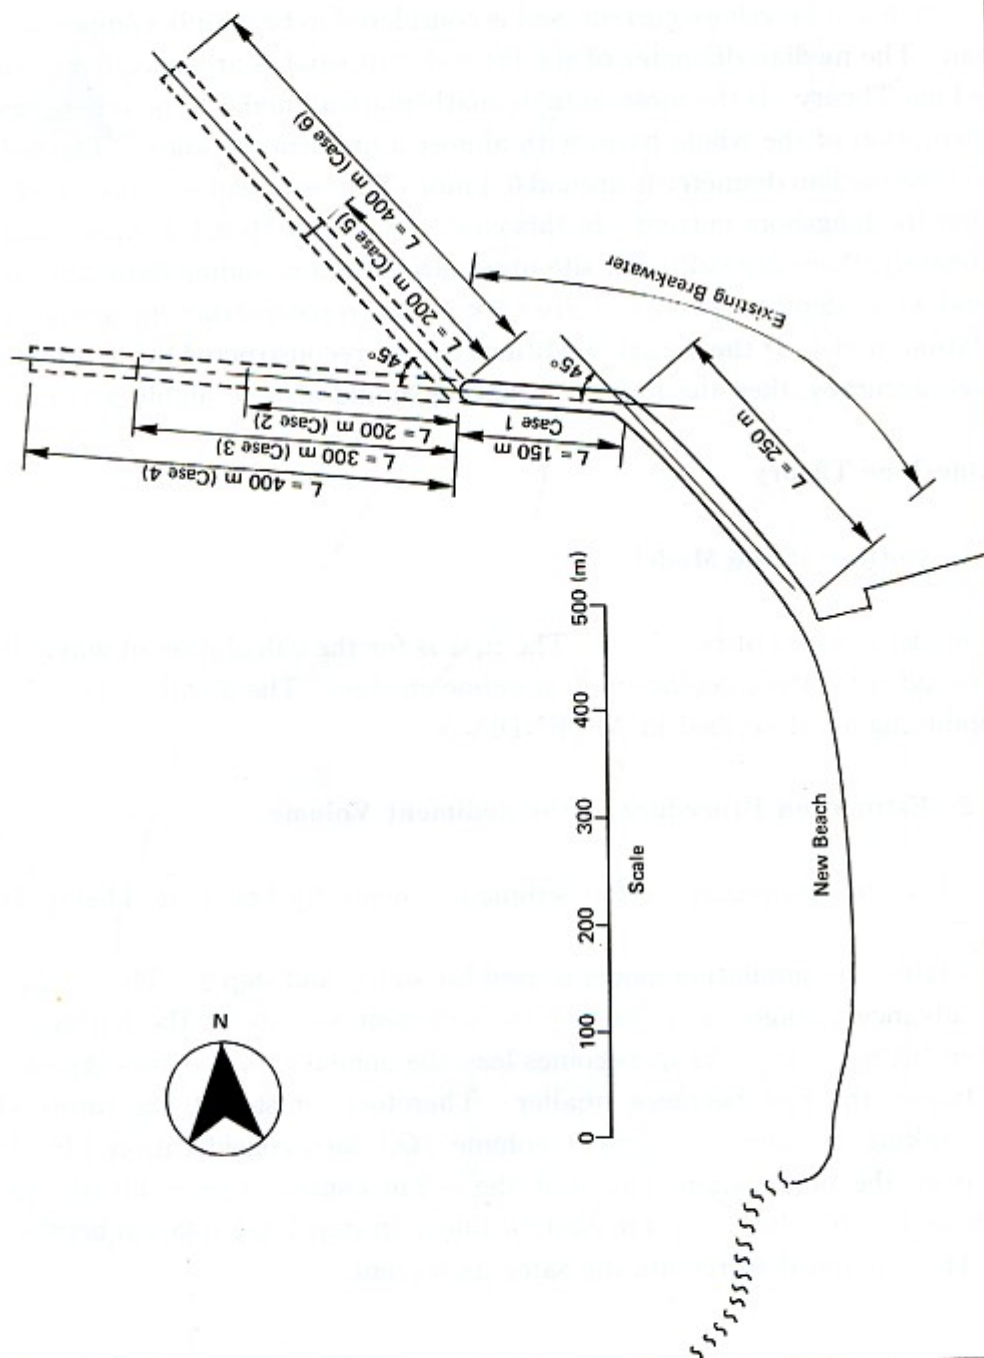 L = 400 m (Case 6)
L = 200 m (Case 5)
Existing Breakwater
45°
45°
L = 200 m (Case 2)
L = 300 m (Case 3)
L = 400 m (Case 4)
Case 1
L = 150 m
L = 250 m
0 100 200 300 400 500 (m)
Scale
New Beach
N